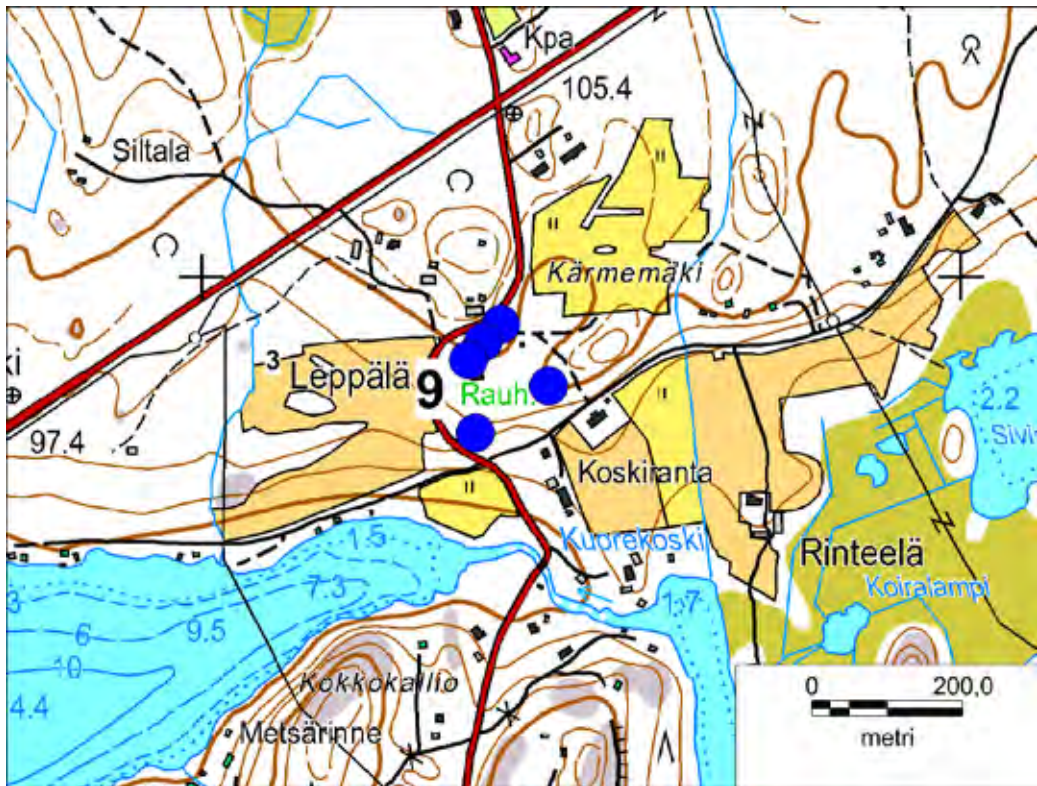 Kpa
105.4
Siltala
Kärmemäki
3
Leppälä
9
Rauh.
2.2
97.4
Koskiranta
Kuorekoski
Rinteelä
Koiralampi
1.5
7.3
9.5
6
10
4.4
1.7
Kokkokallio
Metsärinne
0 200,0
metri